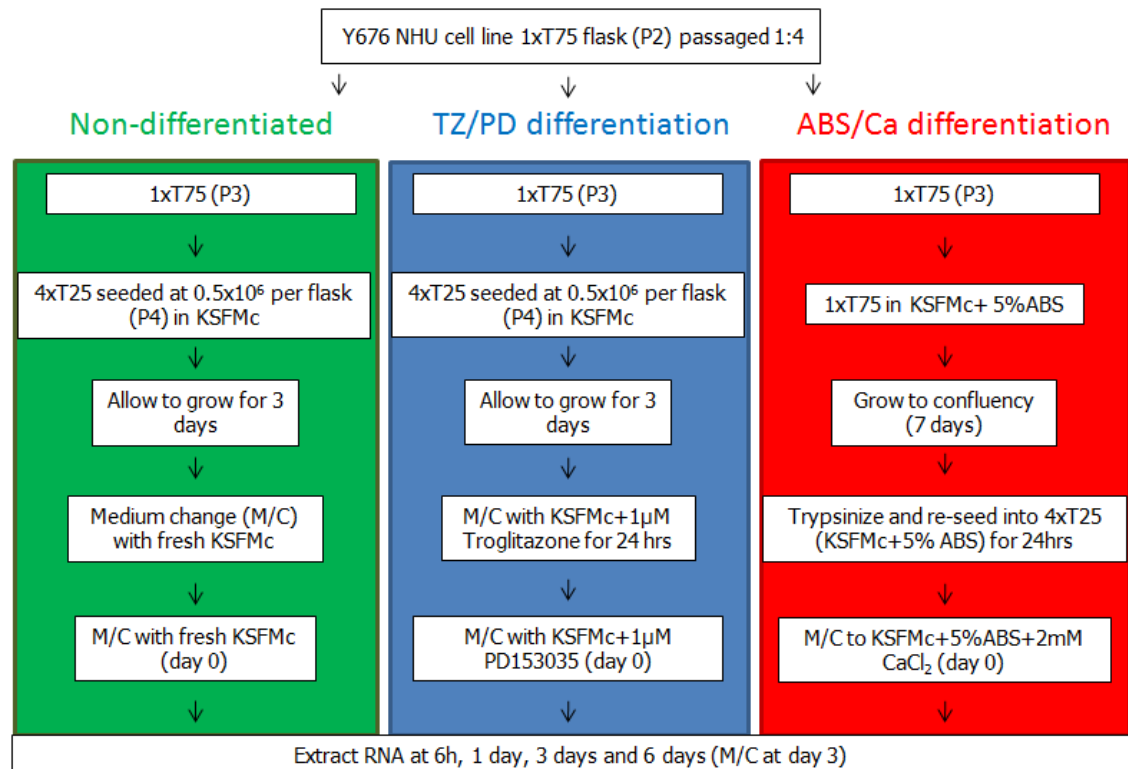 Y676 NHU cell line 1xT75 flask (P2) passaged 1:4
Non-differentiated
1xT75 (P3)
4xT25 seeded at 0.5x10⁶ per flask
(P4) in KSFMc
Allow to grow for 3
days
Medium change (M/C)
with fresh KSFMc
M/C with fresh KSFMc
(day 0)
TZ/PD differentiation
1xT75 (P3)
4xT25 seeded at 0.5x10⁶ per flask
(P4) in KSFMc
Allow to grow for 3
days
M/C with KSFMc+1µM
Troglitazone for 24 hrs
M/C with KSFMc+1µM
PD153035 (day 0)
ABS/Ca differentiation
1xT75 (P3)
1xT75 in KSFMc+ 5%ABS
Grow to confluency
(7 days)
Trypsinize and re-seed into 4xT25
(KSFMc+5% ABS) for 24hrs
M/C to KSFMc+5%ABS+2mM
CaCl₂ (day 0)
Extract RNA at 6h, 1 day, 3 days and 6 days (M/C at day 3)